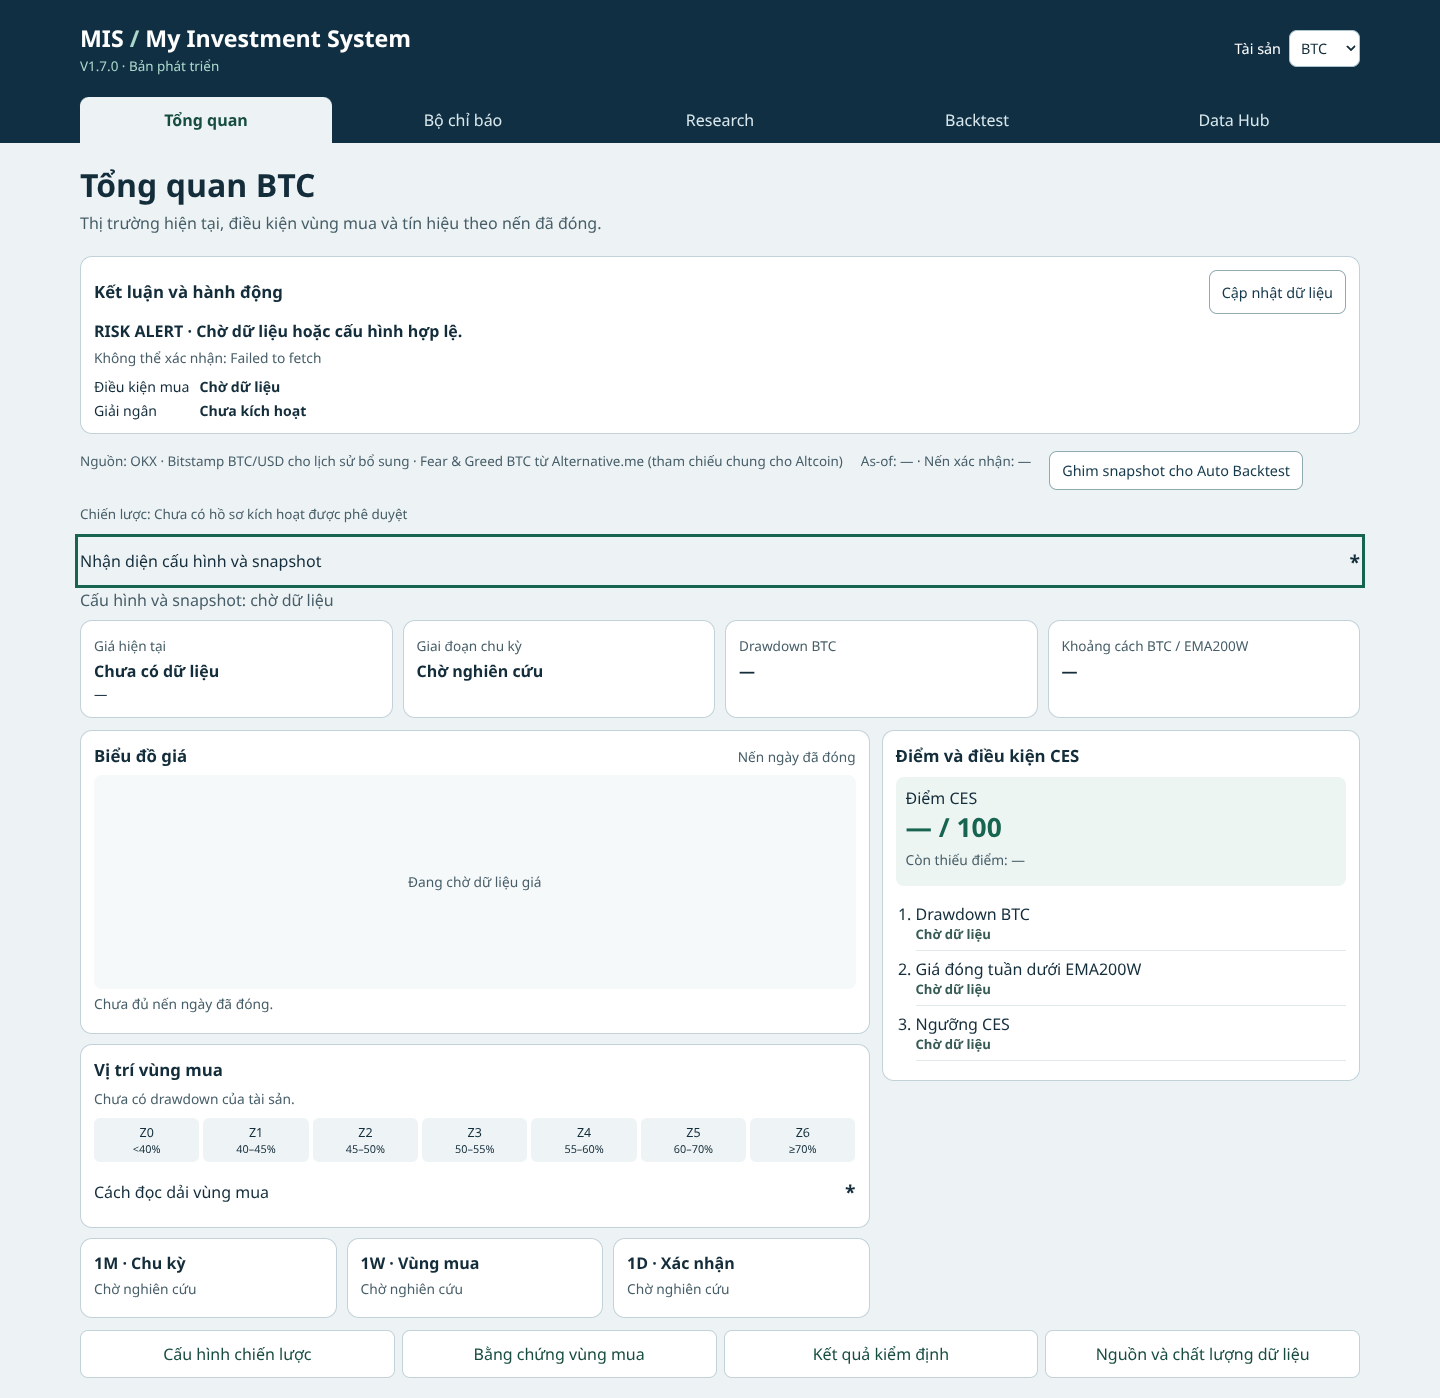 MIS / My Investment System
V1.7.0 · Bản phát triển
Tài sản BTC
Tổng quan
Bộ chỉ báo
Research
Backtest
Data Hub
Tổng quan BTC
Thị trường hiện tại, điều kiện vùng mua và tín hiệu theo nến đã đóng.
Kết luận và hành động
Cập nhật dữ liệu
RISK ALERT · Chờ dữ liệu hoặc cấu hình hợp lệ.
Không thể xác nhận: Failed to fetch
Điều kiện mua Chờ dữ liệu
Giải ngân Chưa kích hoạt
Nguồn: OKX · Bitstamp BTC/USD cho lịch sử bổ sung · Fear & Greed BTC từ Alternative.me (tham chiếu chung cho Altcoin)
As-of: — · Nến xác nhận: —
Ghim snapshot cho Auto Backtest
Chiến lược: Chưa có hồ sơ kích hoạt được phê duyệt
Nhận diện cấu hình và snapshot *
Cấu hình và snapshot: chờ dữ liệu
Giá hiện tại
Chưa có dữ liệu
—
Giai đoạn chu kỳ
Chờ nghiên cứu
Drawdown BTC
—
Khoảng cách BTC / EMA200W
—
Biểu đồ giá
Nến ngày đã đóng
Đang chờ dữ liệu giá
Chưa đủ nến ngày đã đóng.
Điểm và điều kiện CES
Điểm CES
— / 100
Còn thiếu điểm: —
1. Drawdown BTC
Chờ dữ liệu
2. Giá đóng tuần dưới EMA200W
Chờ dữ liệu
3. Ngưỡng CES
Chờ dữ liệu
Vị trí vùng mua
Chưa có drawdown của tài sản.
Z0
<40%
Z1
40–45%
Z2
45–50%
Z3
50–55%
Z4
55–60%
Z5
60–70%
Z6
≥70%
Cách đọc dải vùng mua *
1M · Chu kỳ
Chờ nghiên cứu
1W · Vùng mua
Chờ nghiên cứu
1D · Xác nhận
Chờ nghiên cứu
Cấu hình chiến lược
Bằng chứng vùng mua
Kết quả kiểm định
Nguồn và chất lượng dữ liệu